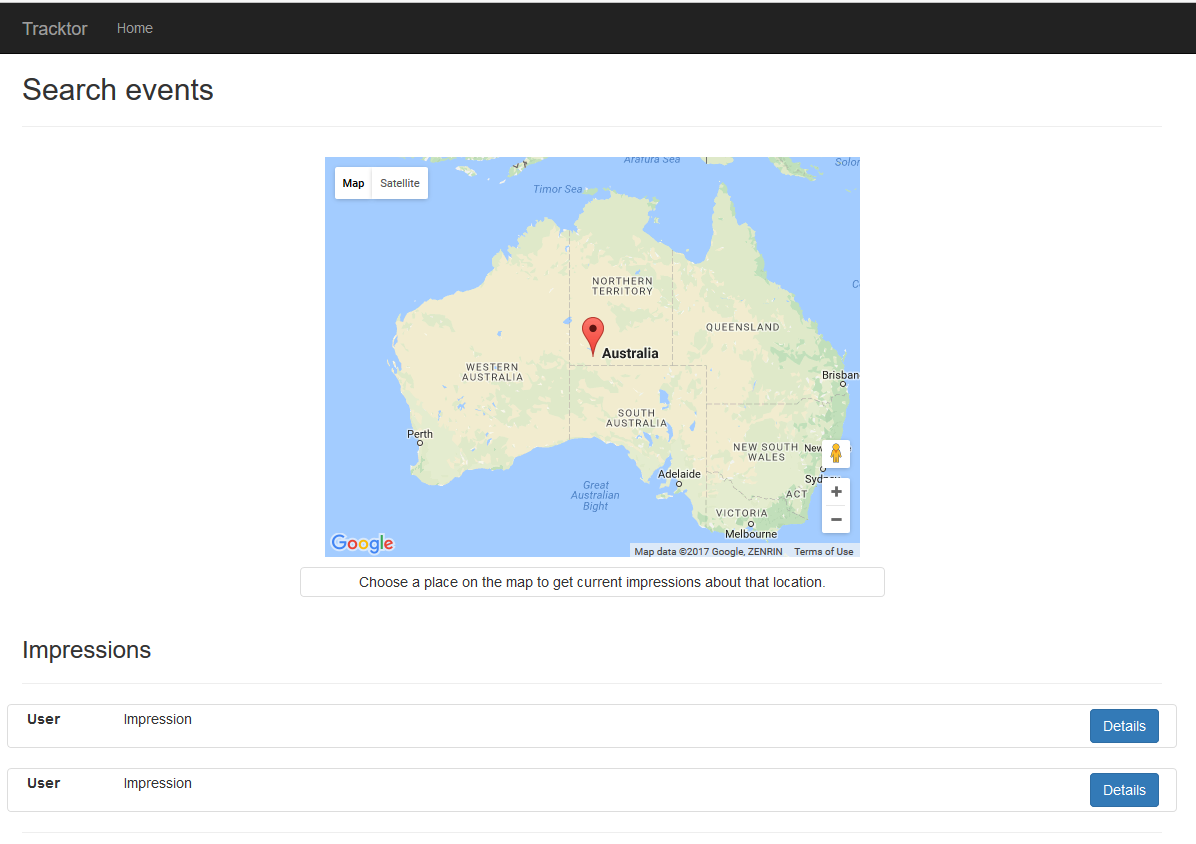 Tracktor Home
Search events
Map Satellite
Arafura Sea
Solor
Timor Sea
NORTHERN
TERRITORY
QUEENSLAND
Australia
WESTERN
AUSTRALIA
Brisban
SOUTH
AUSTRALIA
Perth
NEW SOUTH
WALES
New
Adelaide
Sydney
Great
Australian
Bight
ACT
VICTORIA
Melbourne
Google
Map data ©2017 Google, ZENRIN Terms of Use
Choose a place on the map to get current impressions about that location.
Impressions
User Impression Details
User Impression Details